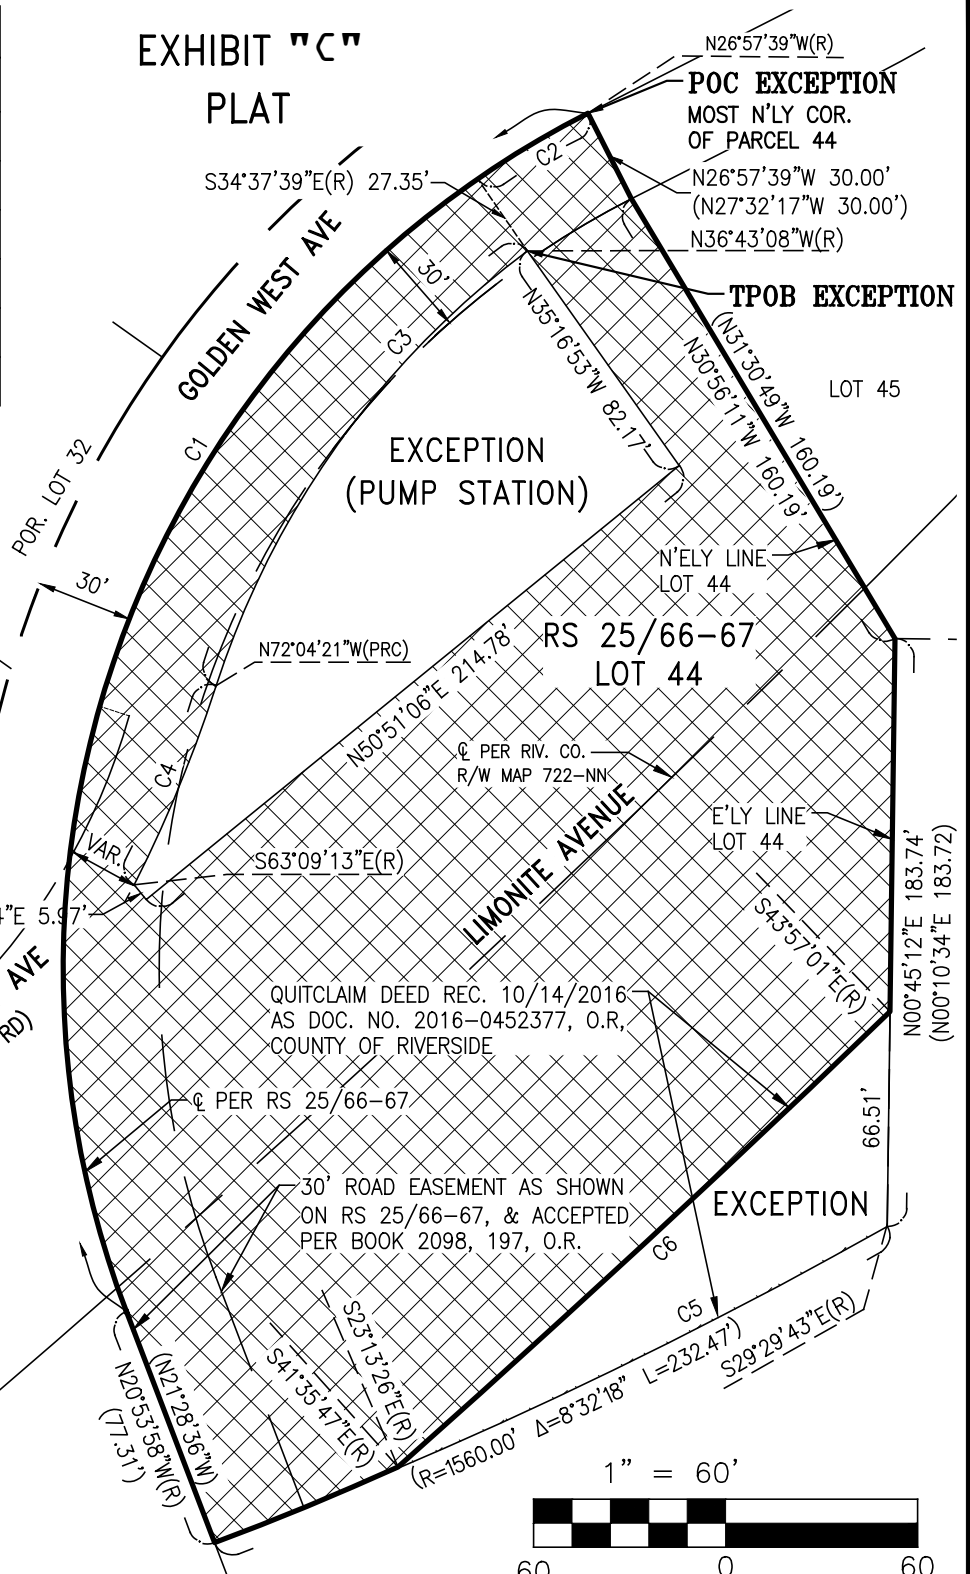 EXHIBIT "C"
PLAT
N26°57'39"W(R)
POC EXCEPTION
MOST N'LY COR.
OF PARCEL 44
C2
S34°37'39"E(R) 27.35'
N26°57'39"W 30.00'
(N27°32'17"W 30.00')
N36°43'08"W(R)
TPOB EXCEPTION
GOLDEN WEST AVE
30'
C3
N35°16'53"W 82.17'
(N31°30'49"W 160.19')
N30°56'11"W 160.19'
LOT 45
C1
POR. LOT 32
EXCEPTION
(PUMP STATION)
30'
N'ELY LINE
LOT 44
RS 25/66-67
LOT 44
N72°04'21"W(PRC)
N50°51'06"E 214.78'
C4
℄ PER RIV. CO.
R/W MAP 722-NN
LIMONITE AVENUE
E'LY LINE
LOT 44
VAR.
S63°09'13"E(R)
"E 5.97'
AVE
RD)
S43°57'01"E(R)
N00°45'12"E 183.74'
(N00°10'34"E 183.72)
QUITCLAIM DEED REC. 10/14/2016
AS DOC. NO. 2016-0452377, O.R,
COUNTY OF RIVERSIDE
℄ PER RS 25/66-67
66.51'
30' ROAD EASEMENT AS SHOWN
ON RS 25/66-67, & ACCEPTED
PER BOOK 2098, 197, O.R.
EXCEPTION
C6
C5
S23°13'26"E(R)
S41°35'47"E(R)
S29°29'43"E(R)
(R=1560.00' Δ=8°32'18" L=232.47')
(N21°28'36"W)
N20°53'58"W(R)
(77.31')
1" = 60'
60 0 60